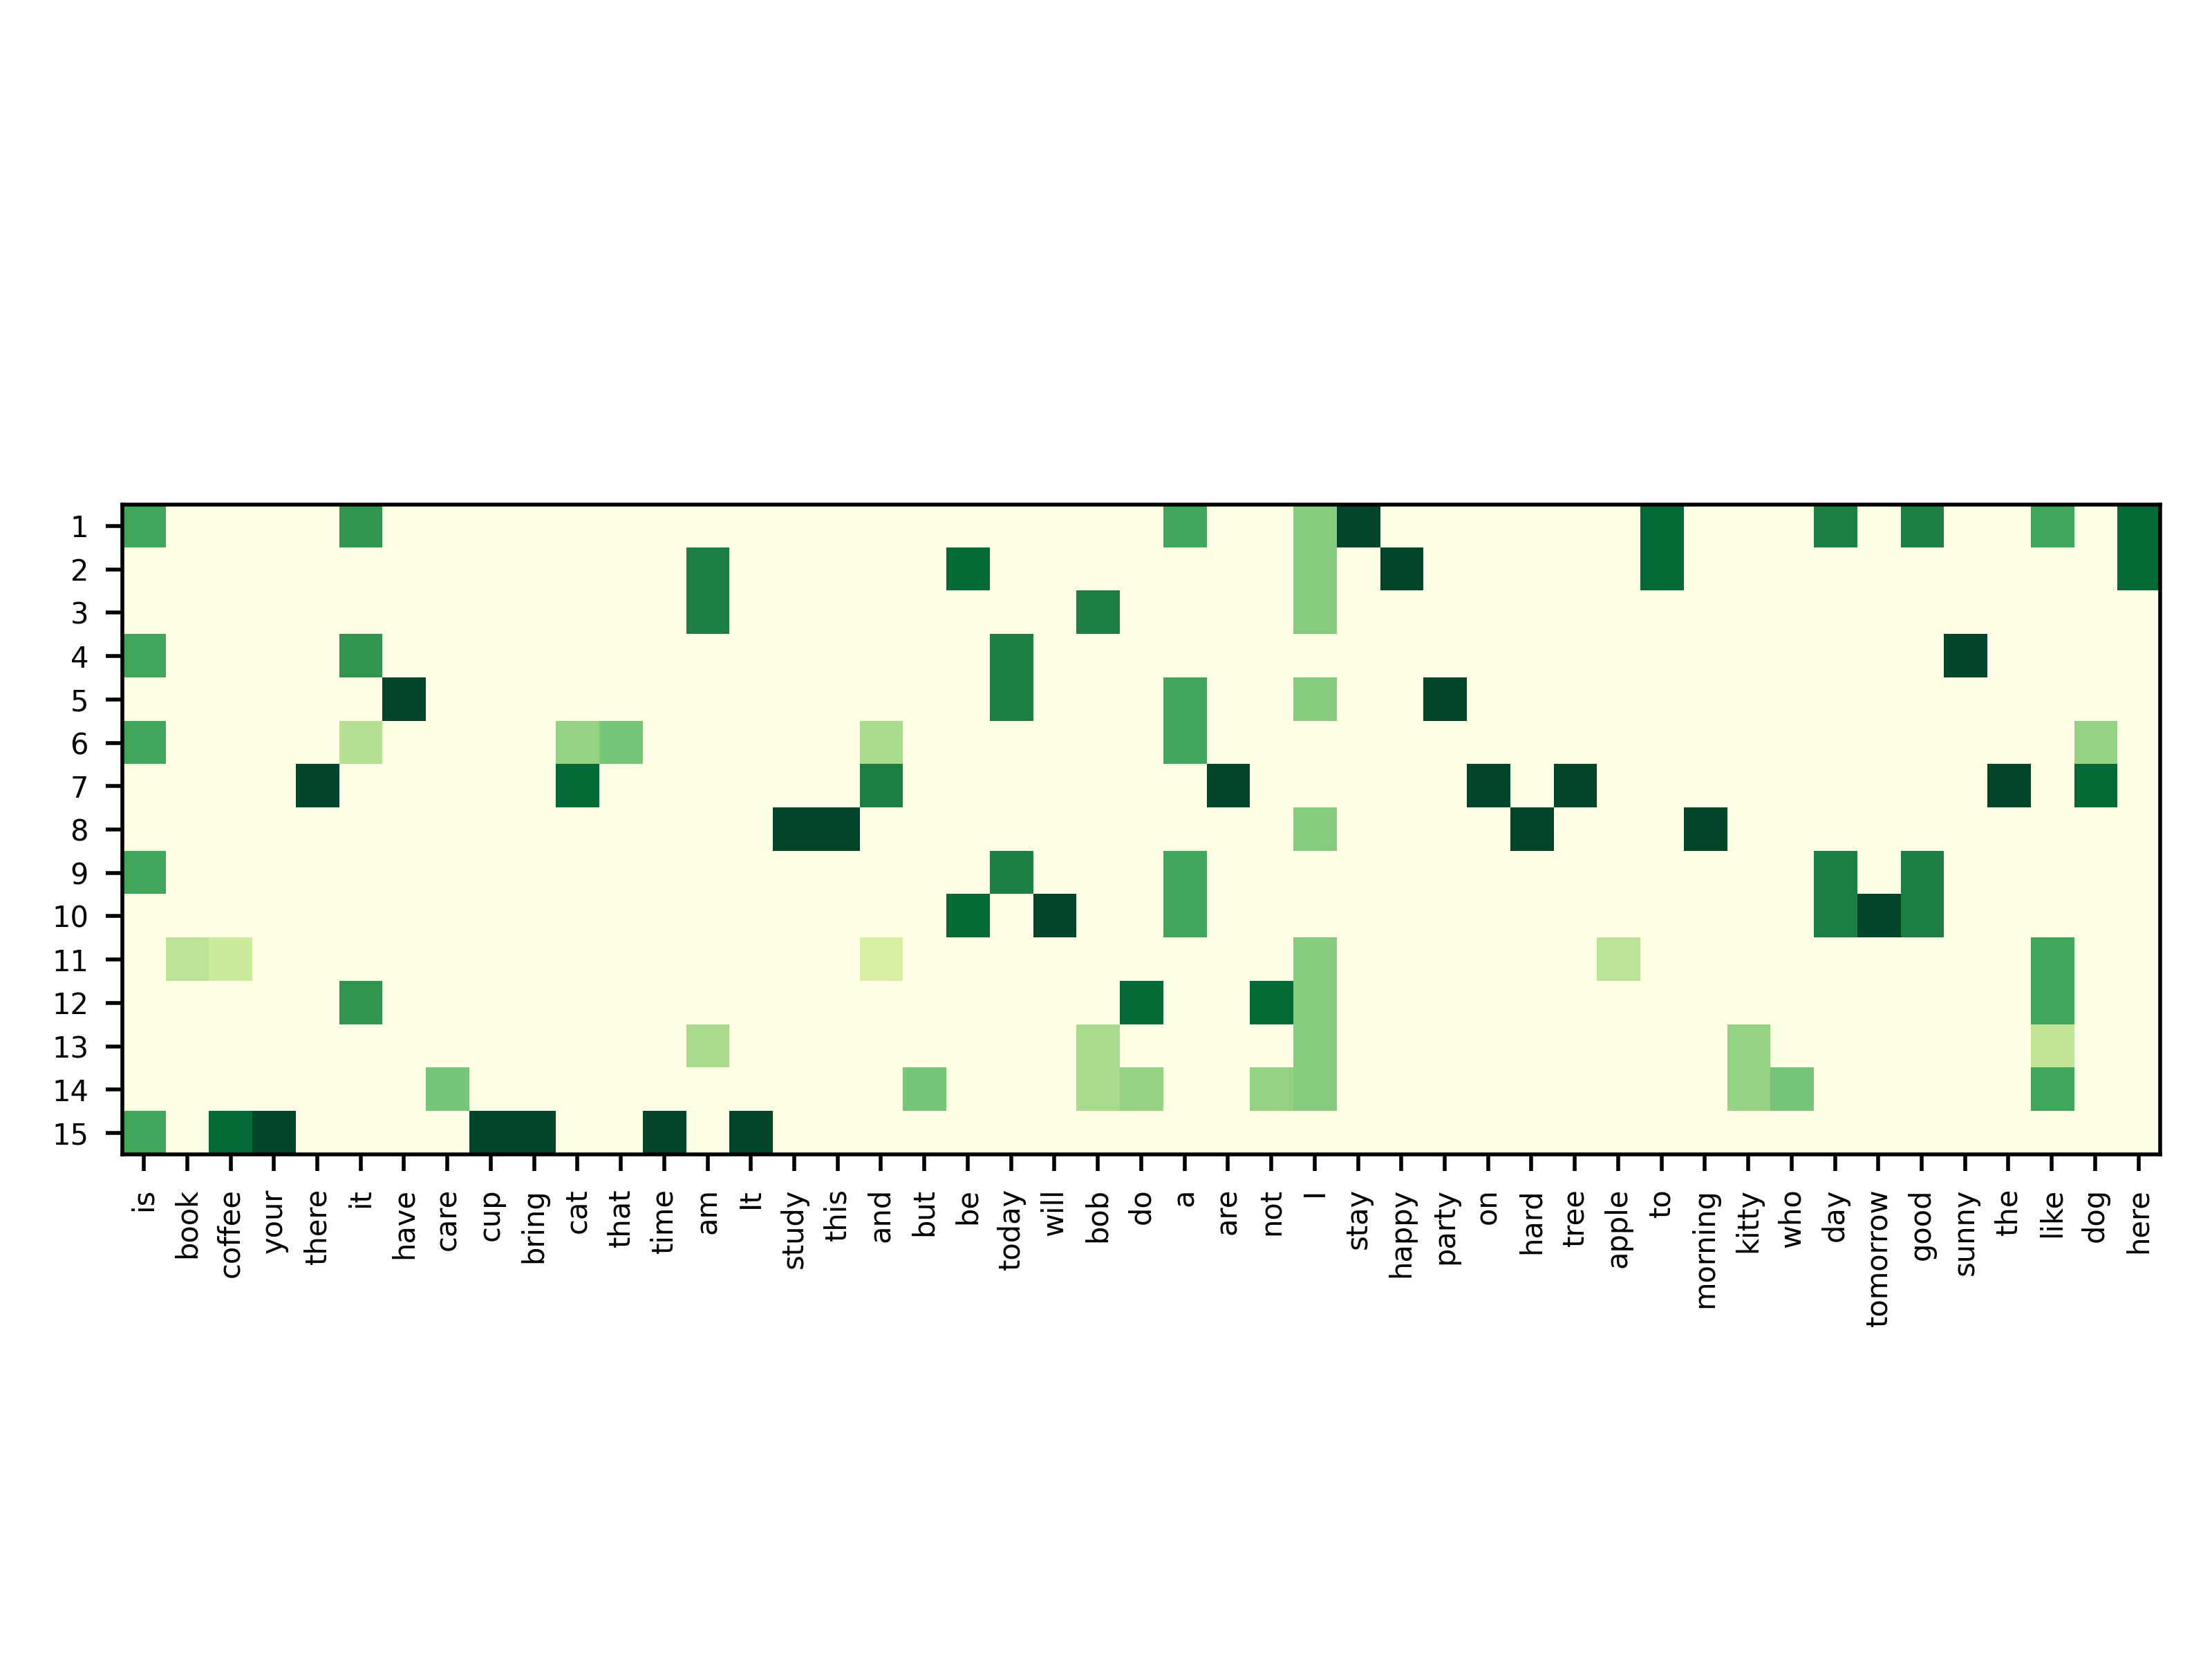 1
2
3
4
5
6
7
8
9
10
11
12
13
14
15
is
book
coffee
your
there
it
have
care
cup
bring
cat
that
time
am
It
study
this
and
but
be
today
will
bob
do
a
are
not
I
stay
happy
party
on
hard
tree
apple
to
morning
kitty
who
day
tomorrow
good
sunny
the
like
dog
here